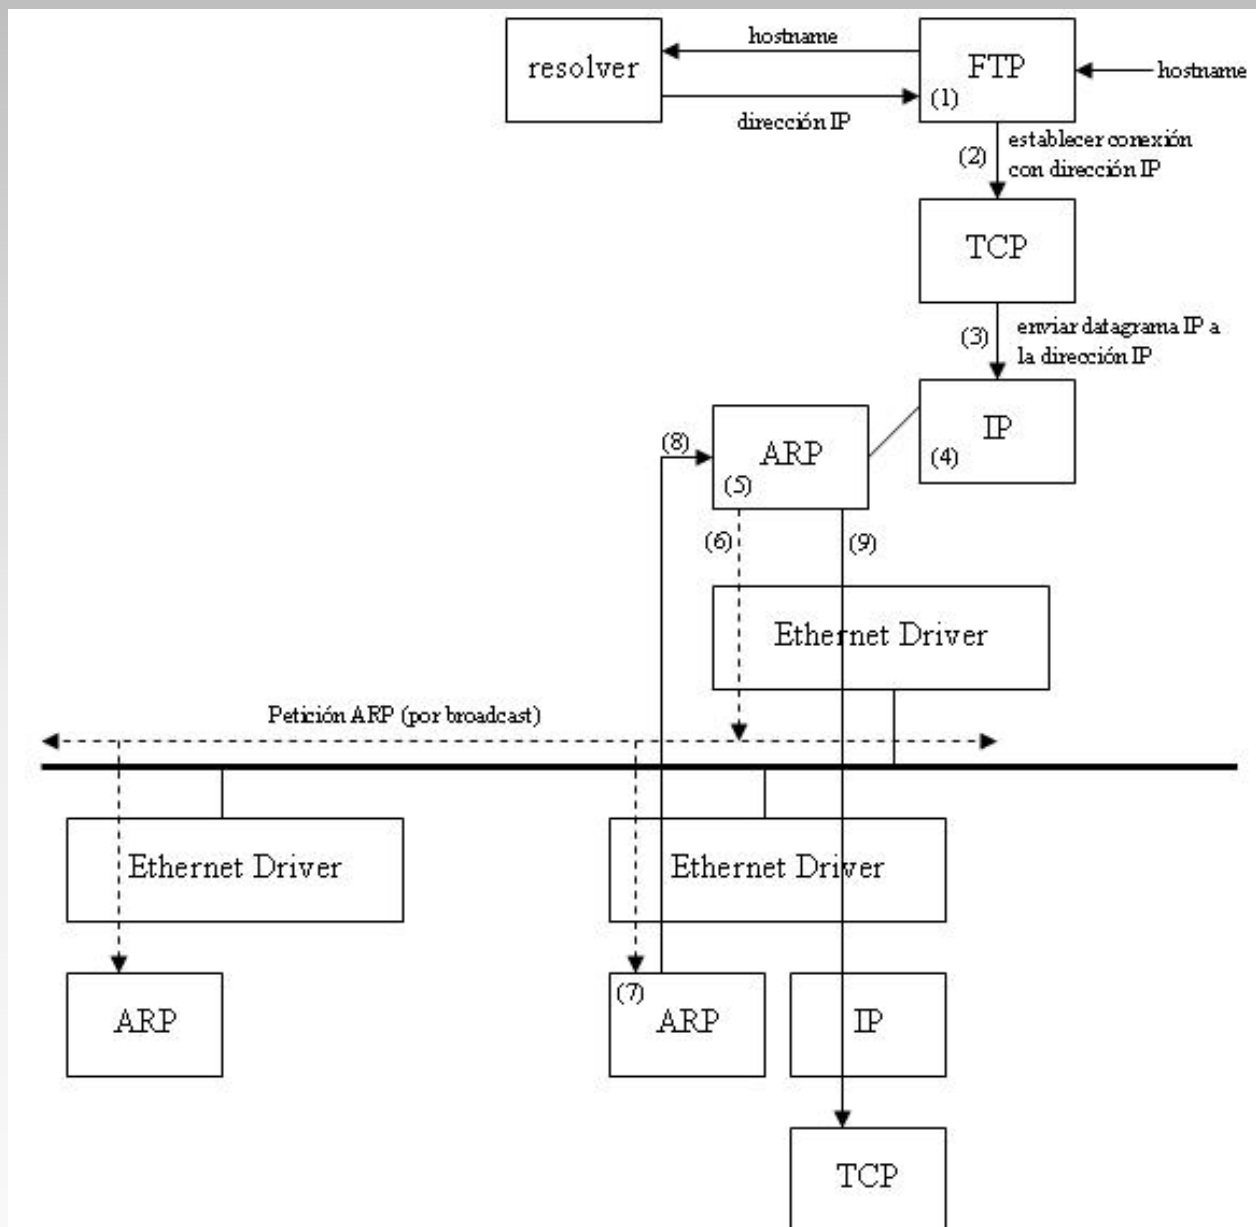 hostname
resolver
FTP
hostname
(1)
dirección IP
(2)
establecer conexión
con dirección IP
TCP
(3)
enviar datagrama IP a
la dirección IP
(8)
ARP
IP
(4)
(5)
(6)
(9)
Ethernet Driver
Petición ARP (por broadcast)
Ethernet Driver
Ethernet Driver
(7)
ARP
ARP
IP
TCP